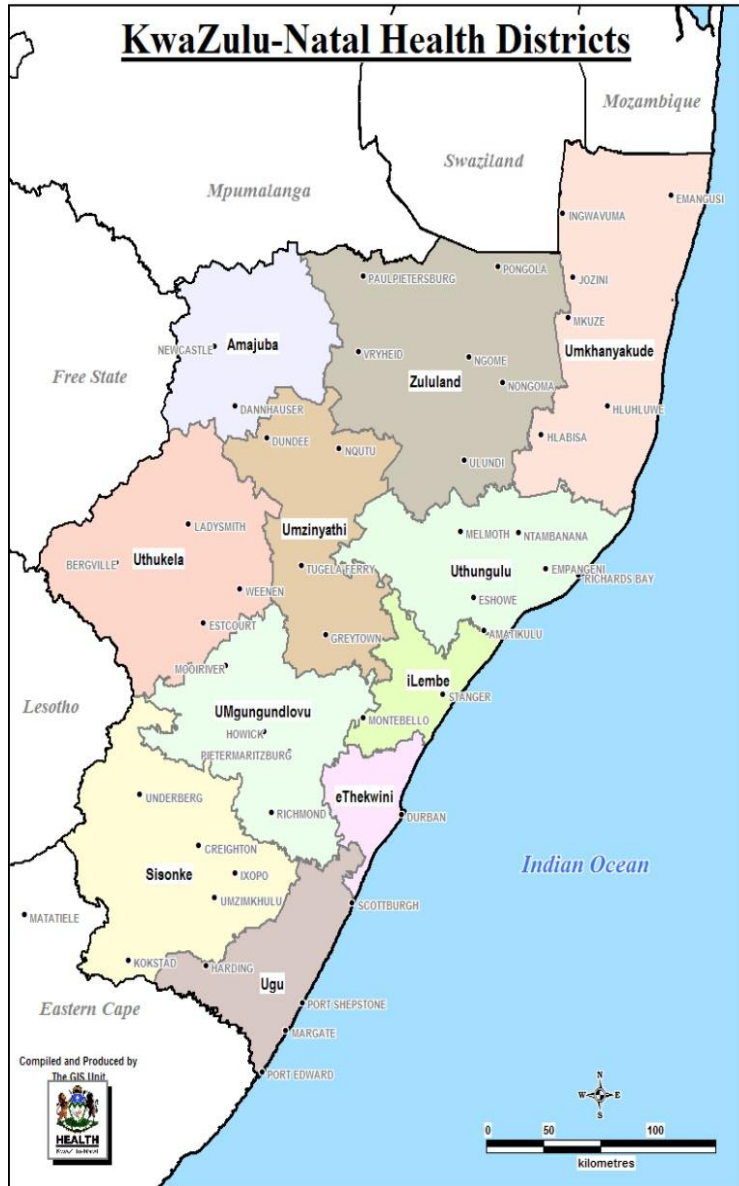 KwaZulu-Natal Health Districts
Mozambique
Swaziland
Mpumalanga
EMANGUSI
INGWAVUMA
PONGOLA
PAULPIETERSBURG
JOZINI
MKUZE
Amajuba
NEWCASTLE
VRYHEID
NGOME
Umkhanyakude
Free State
Zululand
NONGOMA
DANNHAUSER
HLUHLUWE
DUNDEE
HLABISA
NQUTU
ULUNDI
LADYSMITH
Umzinyathi
MELMOTH
NTAMBANANA
Uthukela
BERGVILLE
TUGELA FERRY
Uthungulu
EMPANGENI
RICHARDS BAY
WEENEN
ESHOWE
ESTCOURT
GREYTOWN
AMATIKULU
MOOIRIVER
iLembe
Lesotho
STANGER
UMgungundlovu
MONTEBELLO
HOWICK
PIETERMARITZBURG
UNDERBERG
eThekwini
RICHMOND
DURBAN
CREIGHTON
Indian Ocean
Sisonke
IXOPO
UMZIMKHULU
SCOTTBURGH
MATATIELE
KOKSTAD
HARDING
Ugu
Eastern Cape
PORT SHEPSTONE
MARGATE
Compiled and Produced by
The GIS Unit
PORT EDWARD
HEALTH
KwaZulu-Natal
N
W E
S
0 50 100
kilometres